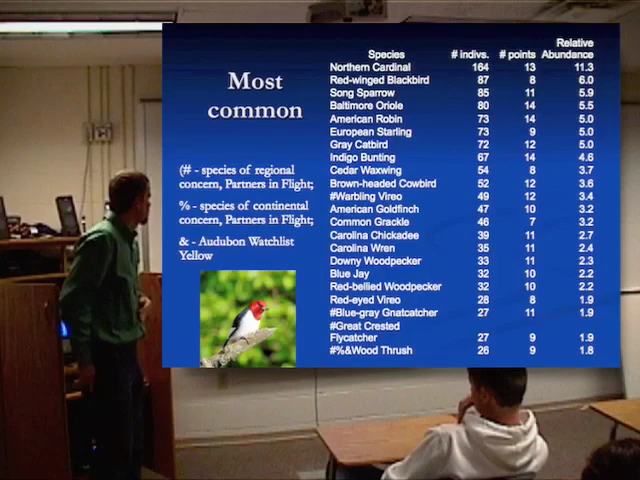 Most
common
(# - species of regional
concern, Partners in Flight;
% - species of continental
concern, Partners in Flight;
& - Audubon Watchlist
Yellow
Relative
Species # indivs. # points Abundance
Northern Cardinal 164 13 11.3
Red-winged Blackbird 87 8 6.0
Song Sparrow 85 11 5.9
Baltimore Oriole 80 14 5.5
American Robin 73 14 5.0
European Starling 73 9 5.0
Gray Catbird 72 12 5.0
Indigo Bunting 67 14 4.6
Cedar Waxwing 54 8 3.7
Brown-headed Cowbird 52 12 3.6
#Warbling Vireo 49 12 3.4
American Goldfinch 47 10 3.2
Common Grackle 46 7 3.2
Carolina Chickadee 39 11 2.7
Carolina Wren 35 11 2.4
Downy Woodpecker 33 11 2.3
Blue Jay 32 10 2.2
Red-bellied Woodpecker 32 10 2.2
Red-eyed Vireo 28 8 1.9
#Blue-gray Gnatcatcher 27 11 1.9
#Great Crested
Flycatcher 27 9 1.9
#%&Wood Thrush 26 9 1.8